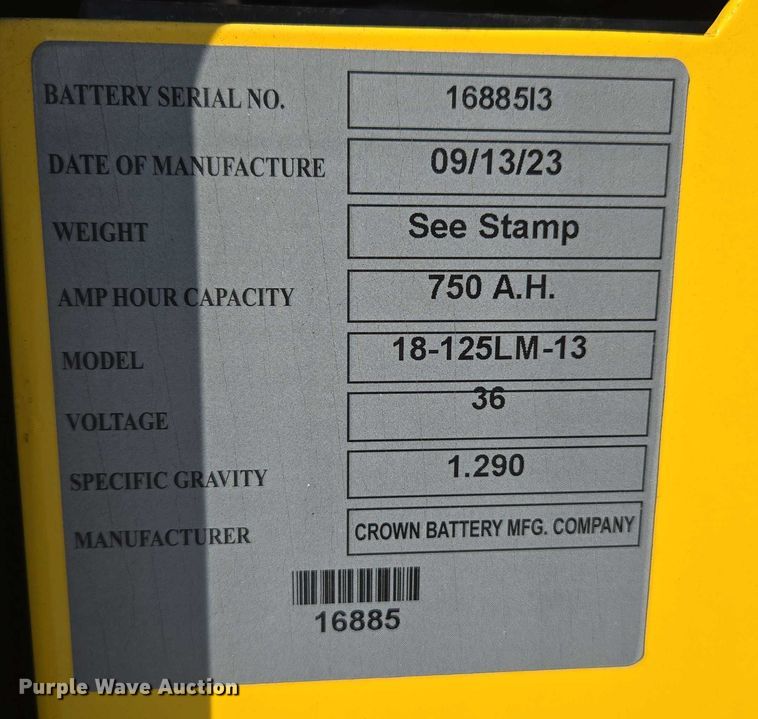 BATTERY SERIAL NO. 16885I3
DATE OF MANUFACTURE 09/13/23
WEIGHT See Stamp
AMP HOUR CAPACITY 750 A.H.
MODEL 18-125LM-13
VOLTAGE 36
SPECIFIC GRAVITY 1.290
MANUFACTURER CROWN BATTERY MFG. COMPANY
16885
Purple Wave Auction